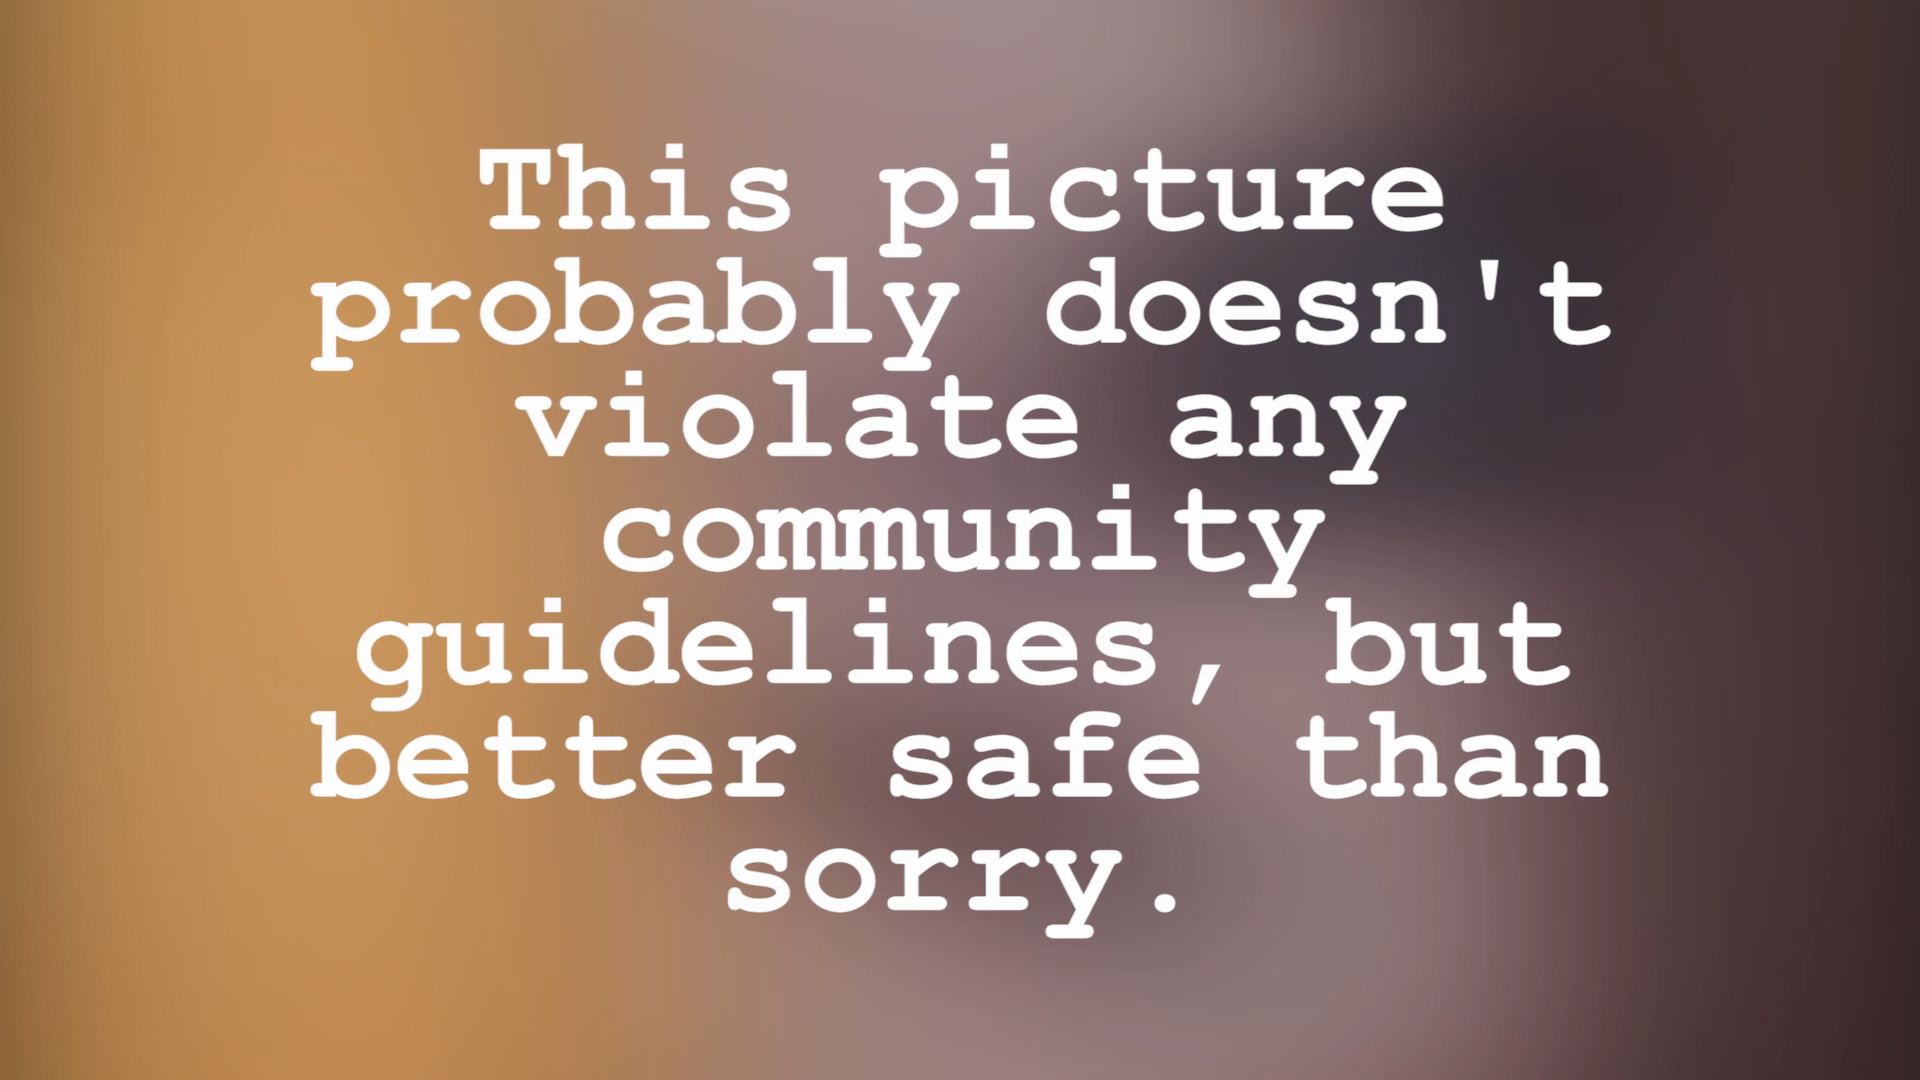 This picture
probably doesn't
violate any
community
guidelines, but
better safe than
sorry.